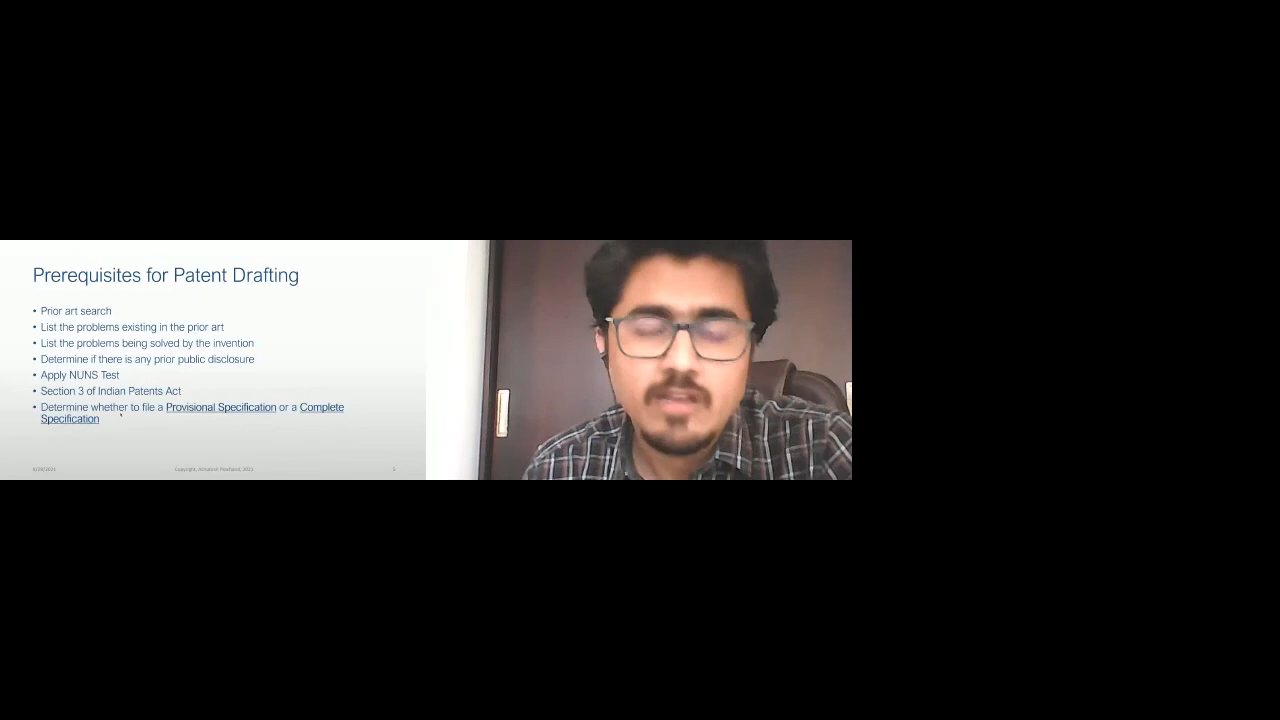 Prerequisites for Patent Drafting
• Prior art search
• List the problems existing in the prior art
• List the problems being solved by the invention
• Determine if there is any prior public disclosure
• Apply NUNS Test
• Section 3 of Indian Patents Act
• Determine whether to file a Provisional Specification or a Complete
Specification
Copyright,